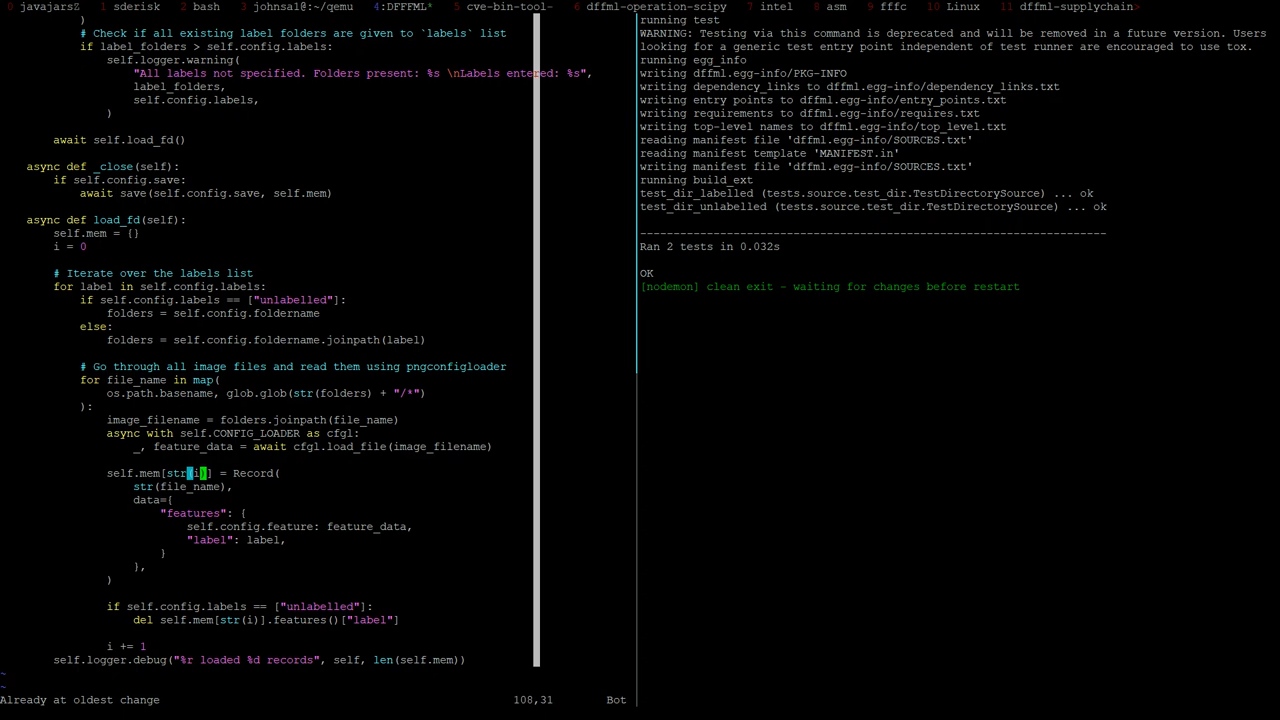 0 javajarsZ  1 sderisk  2 bash  3 johnsal@:~/qemu  4:DFFFML*  5 cve-bin-tool-  6 dffml-operation-scipy  7 intel  8 asm  9 fffc  10 Linux  11 dffml-supplychain>
)
# Check if all existing label folders are given to `labels` list
if label_folders > self.config.labels:
self.logger.warning(
"All labels not specified. Folders present: %s \nLabels entered: %s",
label_folders,
self.config.labels,
)
await self.load_fd()
async def _close(self):
if self.config.save:
await save(self.config.save, self.mem)
async def load_fd(self):
self.mem = {}
i = 0
# Iterate over the labels list
for label in self.config.labels:
if self.config.labels == ["unlabelled"]:
folders = self.config.foldername
else:
folders = self.config.foldername.joinpath(label)
# Go through all image files and read them using pngconfigloader
for file_name in map(
os.path.basename, glob.glob(str(folders) + "/*")
):
image_filename = folders.joinpath(file_name)
async with self.CONFIG_LOADER as cfgl:
_, feature_data = await cfgl.load_file(image_filename)
self.mem[str(i)] = Record(
str(file_name),
data={
"features": {
self.config.feature: feature_data,
"label": label,
}
},
)
if self.config.labels == ["unlabelled"]:
del self.mem[str(i)].features()["label"]
i += 1
self.logger.debug("%r loaded %d records", self, len(self.mem))
~
~
Already at oldest change  108,31  Bot
running test
WARNING: Testing via this command is deprecated and will be removed in a future version. Users
looking for a generic test entry point independent of test runner are encouraged to use tox.
running egg_info
writing dffml.egg-info/PKG-INFO
writing dependency_links to dffml.egg-info/dependency_links.txt
writing entry points to dffml.egg-info/entry_points.txt
writing requirements to dffml.egg-info/requires.txt
writing top-level names to dffml.egg-info/top_level.txt
reading manifest file 'dffml.egg-info/SOURCES.txt'
reading manifest template 'MANIFEST.in'
writing manifest file 'dffml.egg-info/SOURCES.txt'
running build_ext
test_dir_labelled (tests.source.test_dir.TestDirectorySource) ... ok
test_dir_unlabelled (tests.source.test_dir.TestDirectorySource) ... ok
----------------------------------------------------------------------
Ran 2 tests in 0.032s
OK
[nodemon] clean exit - waiting for changes before restart